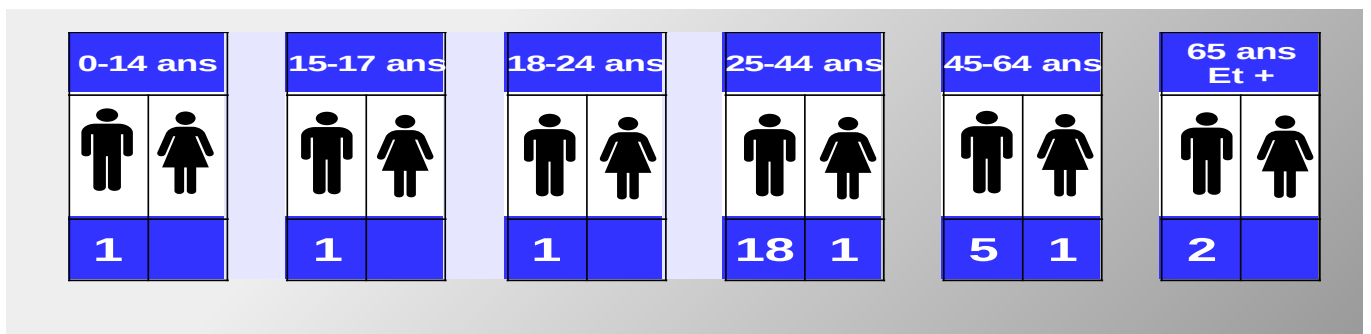 0-14 ans
15-17 ans
18-24 ans
25-44 ans
45-64 ans
65 ans
Et +
1
1
1
18 1
5 1
2